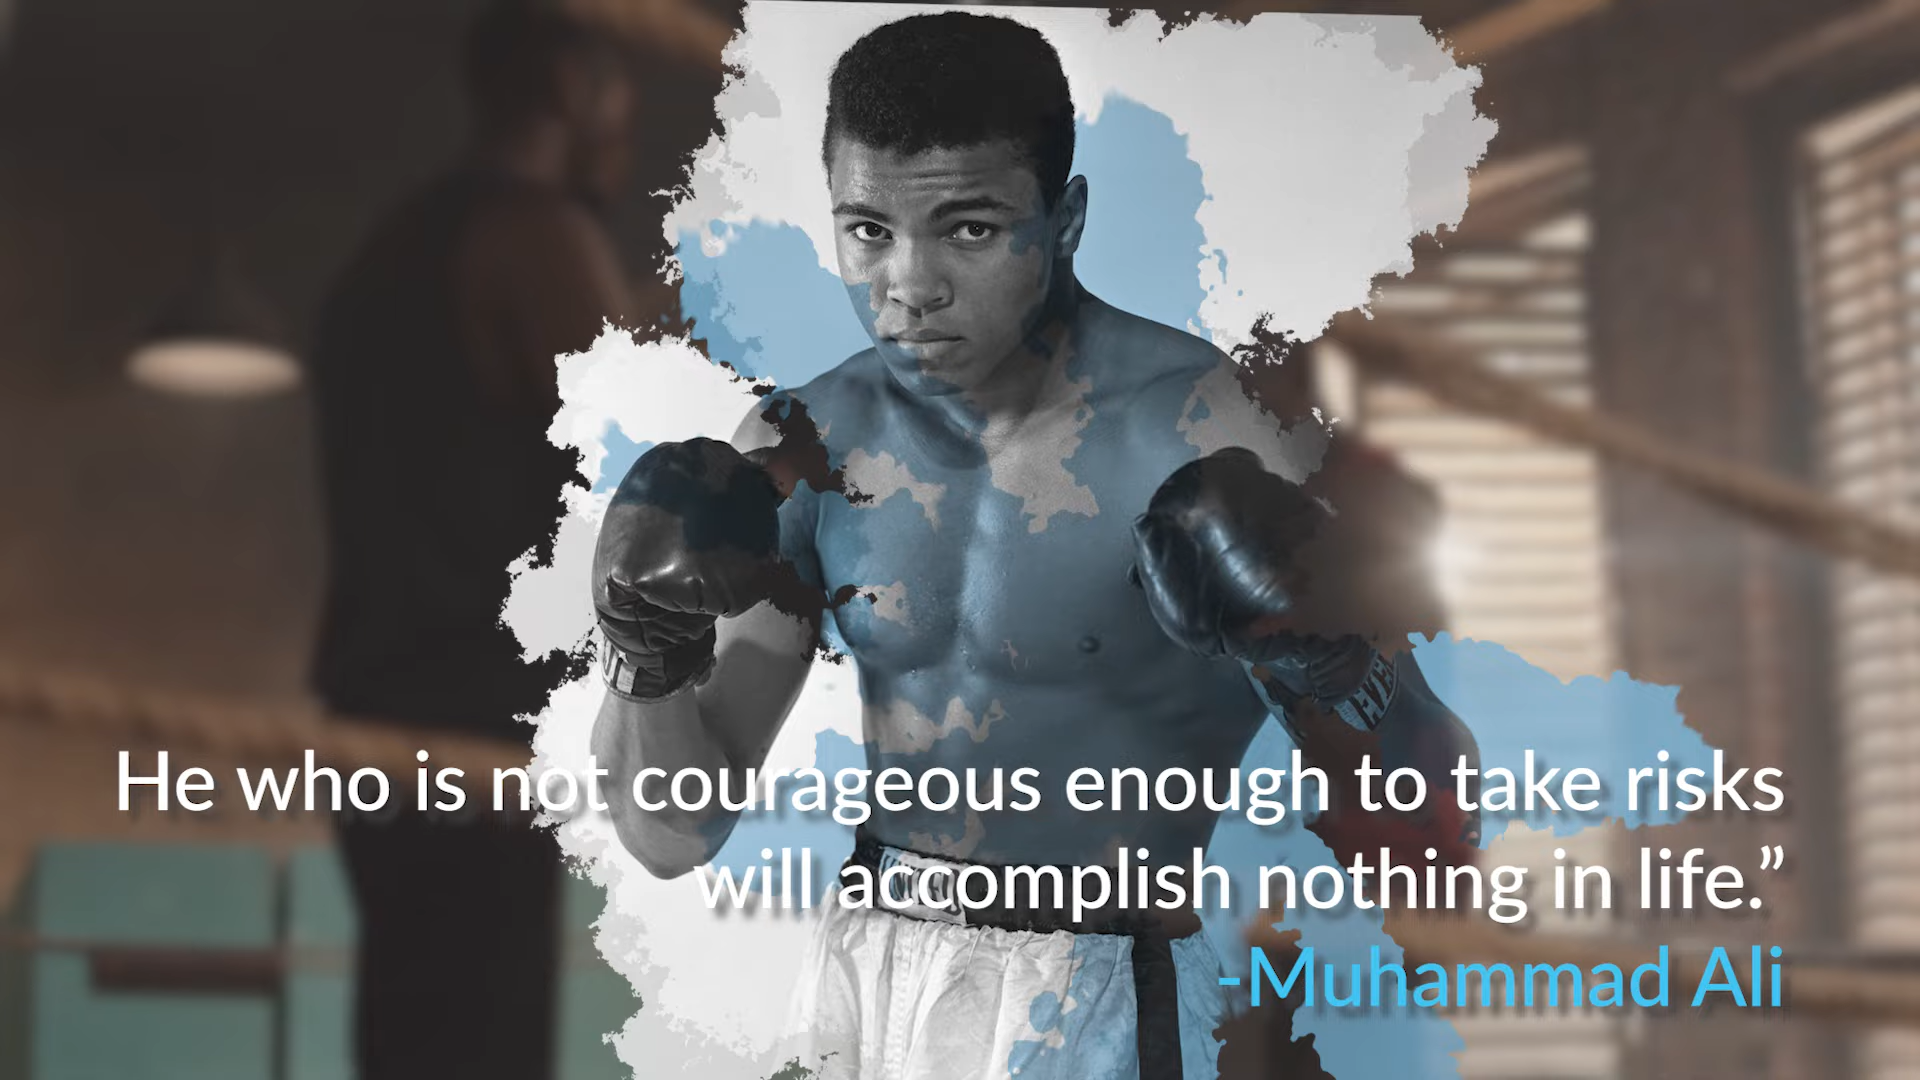 He who is not courageous enough to take risks
will accomplish nothing in life.”
-Muhammad Ali